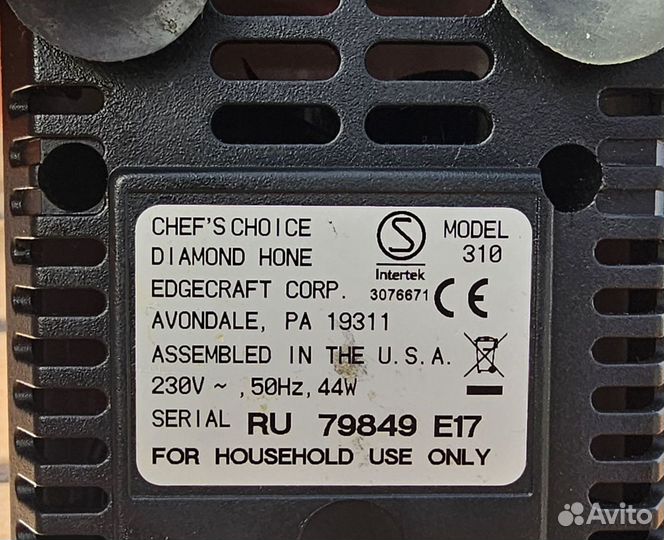 CHEF'S CHOICE
DIAMOND HONE
EDGECRAFT CORP.
AVONDALE, PA 19311
ASSEMBLED IN THE U.S.A.
230V ~ , 50Hz, 44W
SERIAL RU 79849 E17
FOR HOUSEHOLD USE ONLY
S
Intertek
3076671
CE
MODEL
310
Avito